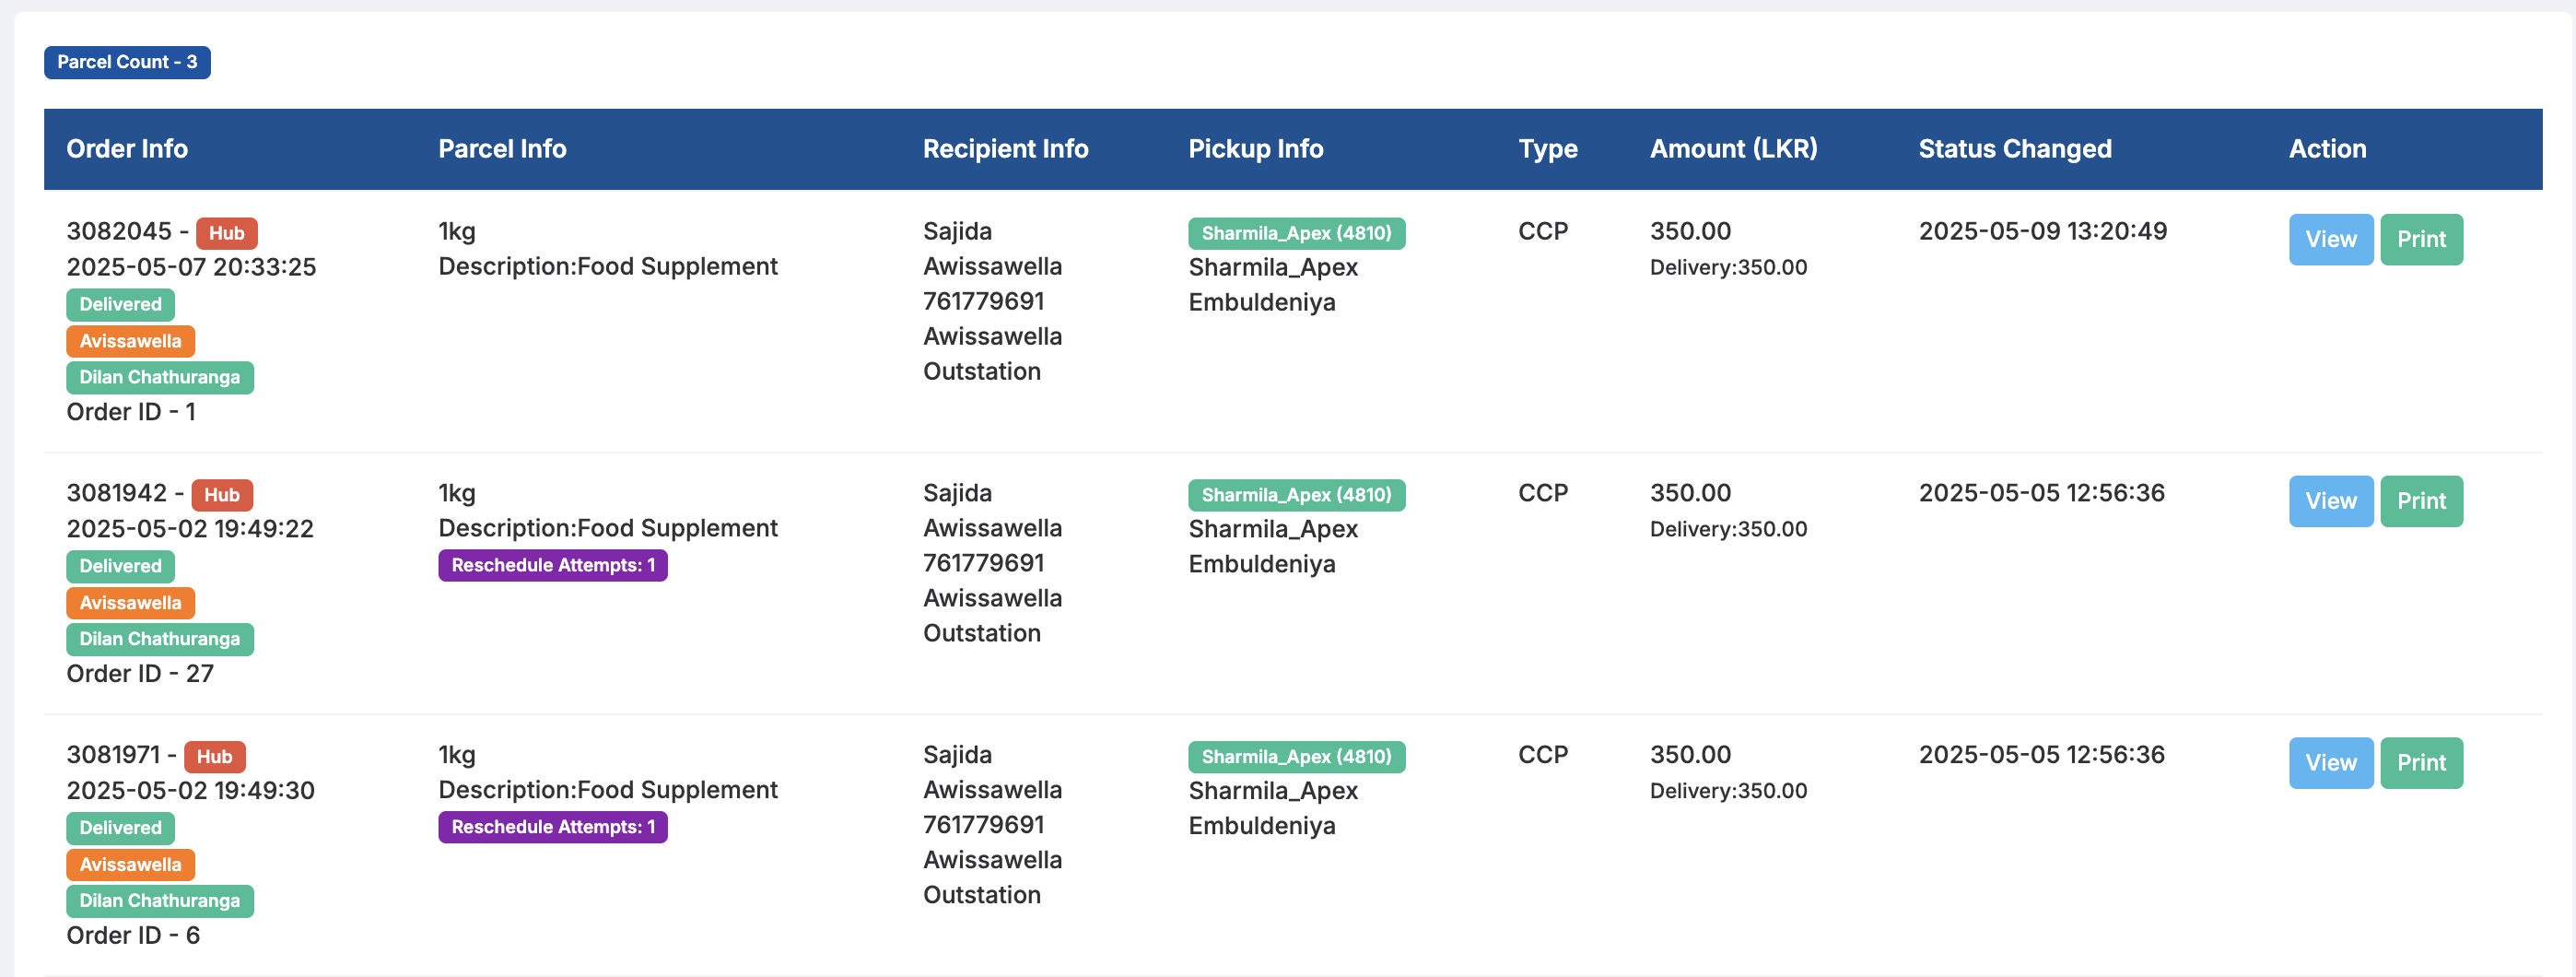 Parcel Count - 3
Order Info Parcel Info Recipient Info Pickup Info Type Amount (LKR) Status Changed Action
3082045 - Hub
2025-05-07 20:33:25
Delivered
Avissawella
Dilan Chathuranga
Order ID - 1
1kg
Description:Food Supplement
Sajida
Awissawella
761779691
Awissawella
Outstation
Sharmila_Apex (4810)
Sharmila_Apex
Embuldeniya
CCP
350.00
Delivery:350.00
2025-05-09 13:20:49
View Print
3081942 - Hub
2025-05-02 19:49:22
Delivered
Avissawella
Dilan Chathuranga
Order ID - 27
1kg
Description:Food Supplement
Reschedule Attempts: 1
Sajida
Awissawella
761779691
Awissawella
Outstation
Sharmila_Apex (4810)
Sharmila_Apex
Embuldeniya
CCP
350.00
Delivery:350.00
2025-05-05 12:56:36
View Print
3081971 - Hub
2025-05-02 19:49:30
Delivered
Avissawella
Dilan Chathuranga
Order ID - 6
1kg
Description:Food Supplement
Reschedule Attempts: 1
Sajida
Awissawella
761779691
Awissawella
Outstation
Sharmila_Apex (4810)
Sharmila_Apex
Embuldeniya
CCP
350.00
Delivery:350.00
2025-05-05 12:56:36
View Print